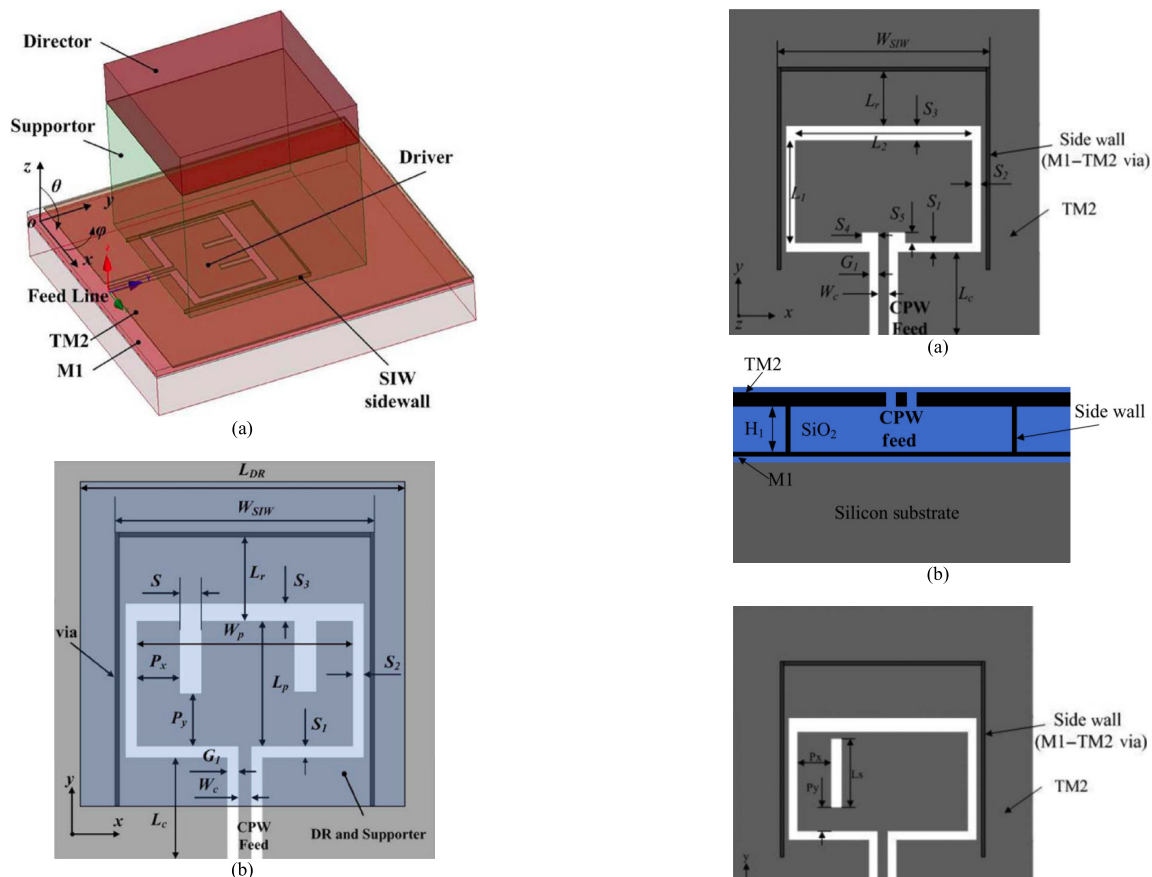 Director
Supportor
Driver
z
θ
y
o
φ
x
Feed Line
TM2
M1
SIW
sidewall
(a)
L_DR
W_SIW
L_r
S
S_3
via
W_p
P_x
S_2
L_p
P_y
S_1
G_1
W_c
y
x
L_c
CPW
Feed
DR and Supporter
(b)
W_SIW
L_r
S_3
L_2
Side wall
(M1–TM2 via)
S_2
L_1
S_5
S_1
TM2
S_4
G_1
y
W_c
L_c
CPW
Feed
z
x
(a)
TM2
CPW
feed
Side wall
H_1
SiO_2
M1
Silicon substrate
(b)
Side wall
(M1–TM2 via)
Px
Ls
Py
TM2
y